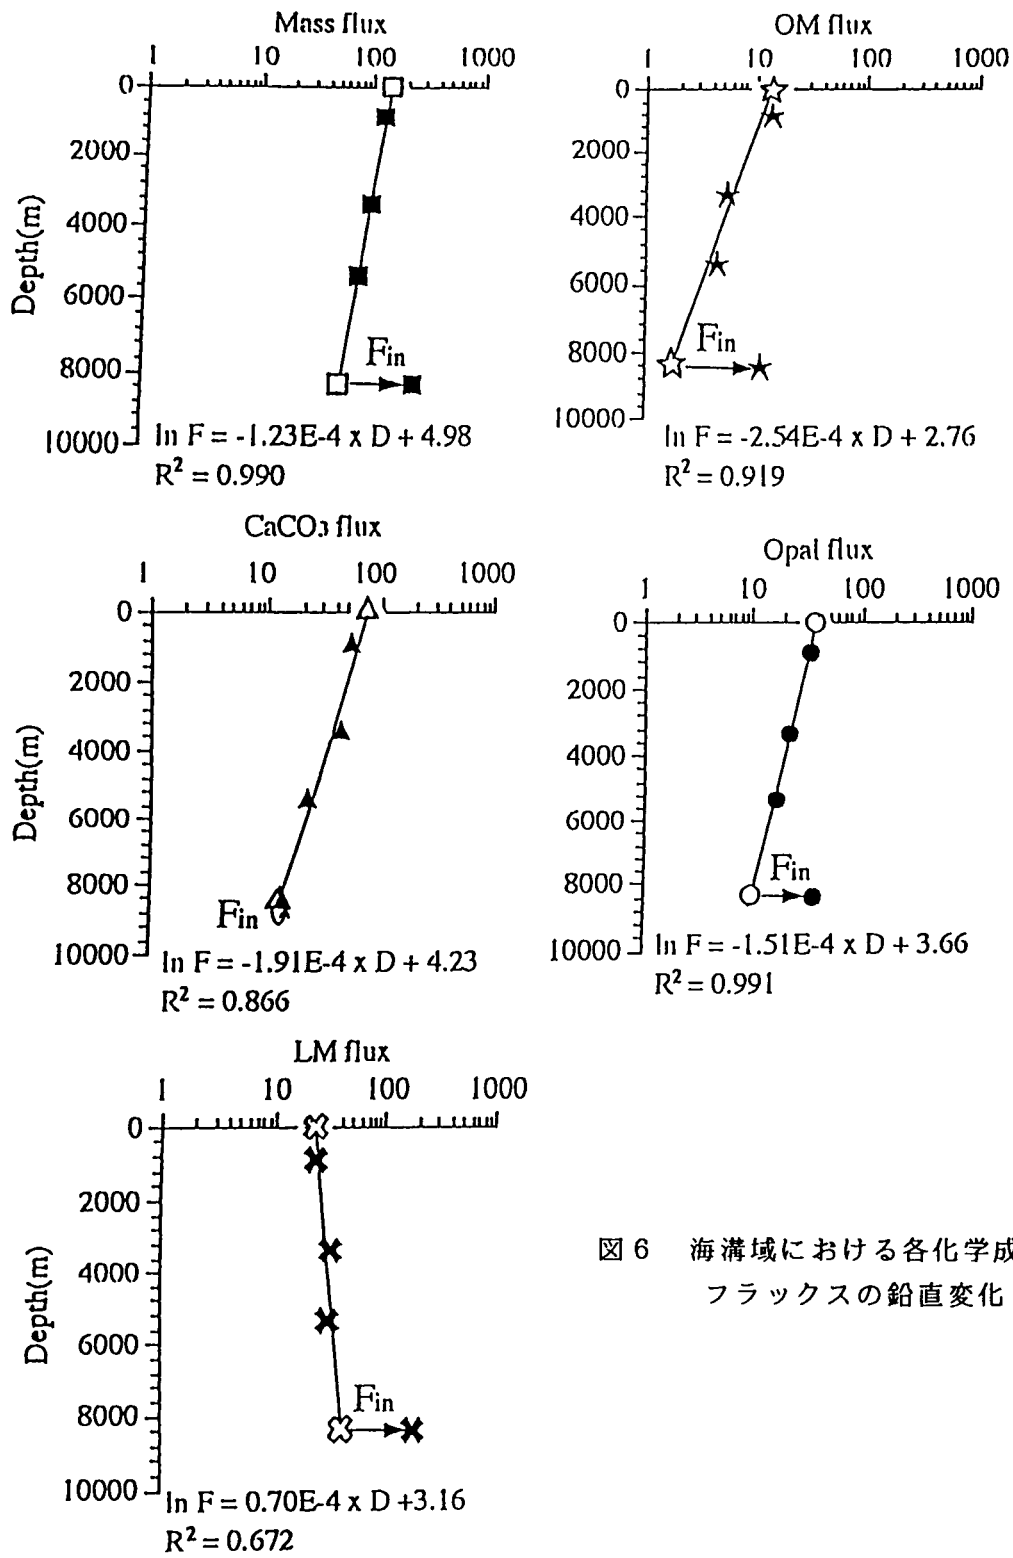 Mass flux
1 10 100 1000
0
2000
4000
6000
8000
10000
Depth(m)
Fin
ln F = -1.23E-4 x D + 4.98
R² = 0.990
OM flux
1 10 100 1000
0
2000
4000
6000
8000
10000
Fin
ln F = -2.54E-4 x D + 2.76
R² = 0.919
CaCO3 flux
1 10 100 1000
0
2000
4000
6000
8000
10000
Depth(m)
Fin
ln F = -1.91E-4 x D + 4.23
R² = 0.866
Opal flux
1 10 100 1000
0
2000
4000
6000
8000
10000
Fin
ln F = -1.51E-4 x D + 3.66
R² = 0.991
LM flux
1 10 100 1000
0
2000
4000
6000
8000
10000
Depth(m)
Fin
ln F = 0.70E-4 x D +3.16
R² = 0.672
図6 海溝域における各化学成
フラックスの鉛直変化